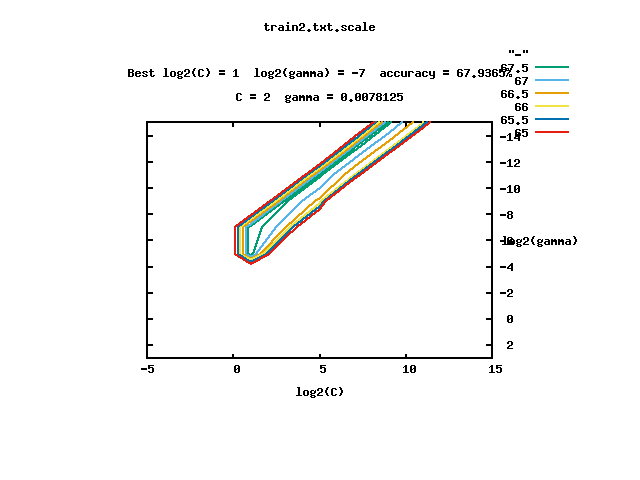 train2.txt.scale
"-"
Best log2(C) = 1 log2(gamma) = -7 accuracy = 67.9365%
67.5
67
C = 2 gamma = 0.0078125
66.5
66
65.5
65
-14
-12
-10
-8
-6
log2(gamma)
-4
-2
0
2
-5 0 5 10 15
log2(C)